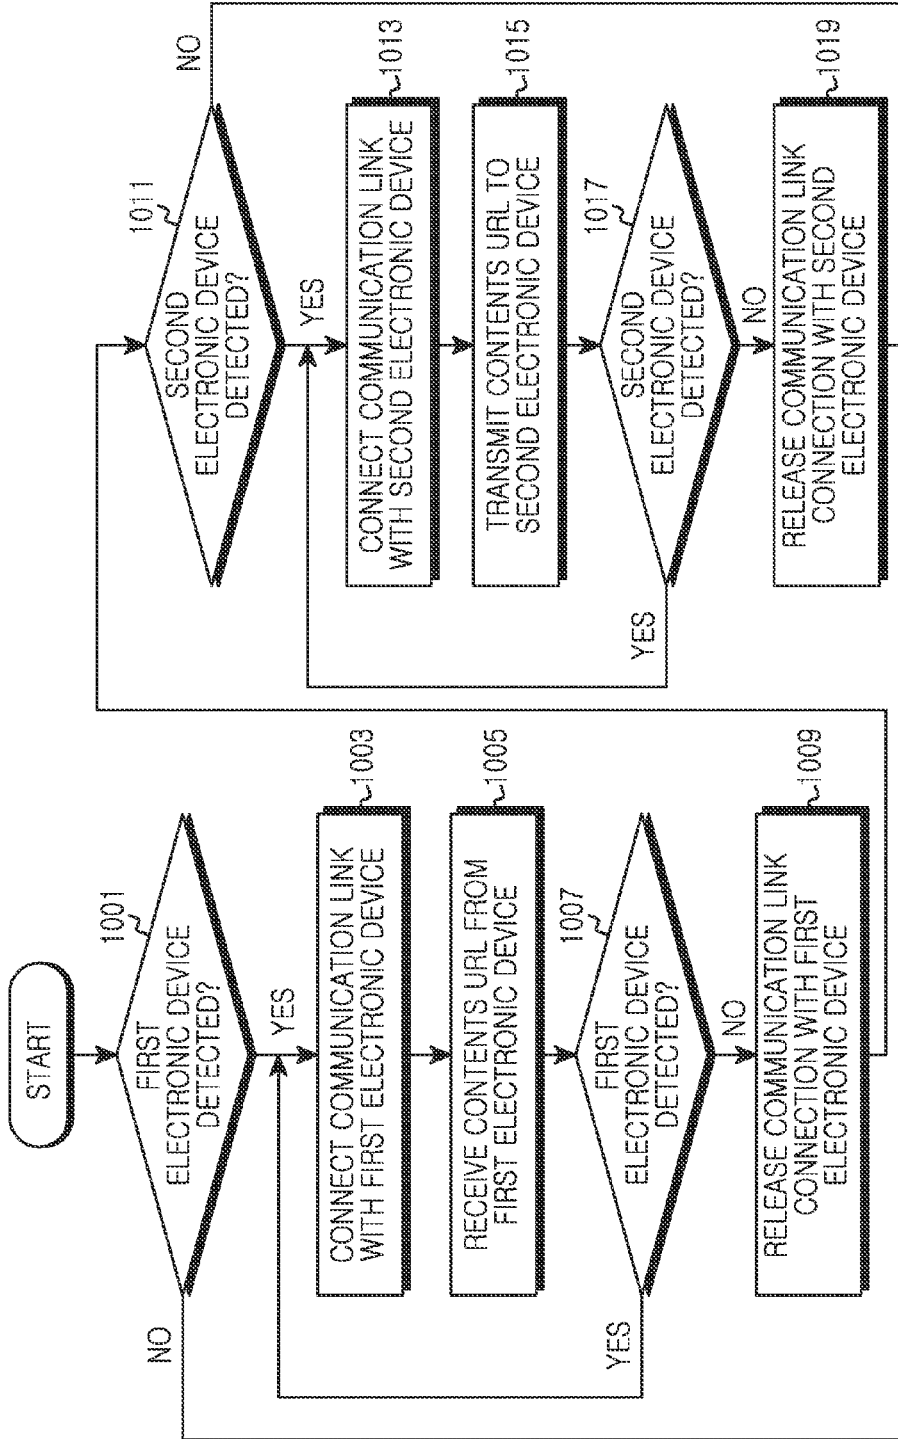 START
1001
FIRST
ELECTRONIC DEVICE
DETECTED?
NO
YES
CONNECT COMMUNICATION LINK
WITH FIRST ELECTRONIC DEVICE
1003
RECEIVE CONTENTS URL FROM
FIRST ELECTRONIC DEVICE
1005
1007
FIRST
ELECTRONIC DEVICE
DETECTED?
YES
NO
RELEASE COMMUNICATION LINK
CONNECTION WITH FIRST
ELECTRONIC DEVICE
1009
1011
SECOND
ELECTRONIC DEVICE
DETECTED?
NO
YES
CONNECT COMMUNICATION LINK
WITH SECOND ELECTRONIC DEVICE
1013
TRANSMIT CONTENTS URL TO
SECOND ELECTRONIC DEVICE
1015
1017
SECOND
ELECTRONIC DEVICE
DETECTED?
YES
NO
RELEASE COMMUNICATION LINK
CONNECTION WITH SECOND
ELECTRONIC DEVICE
1019